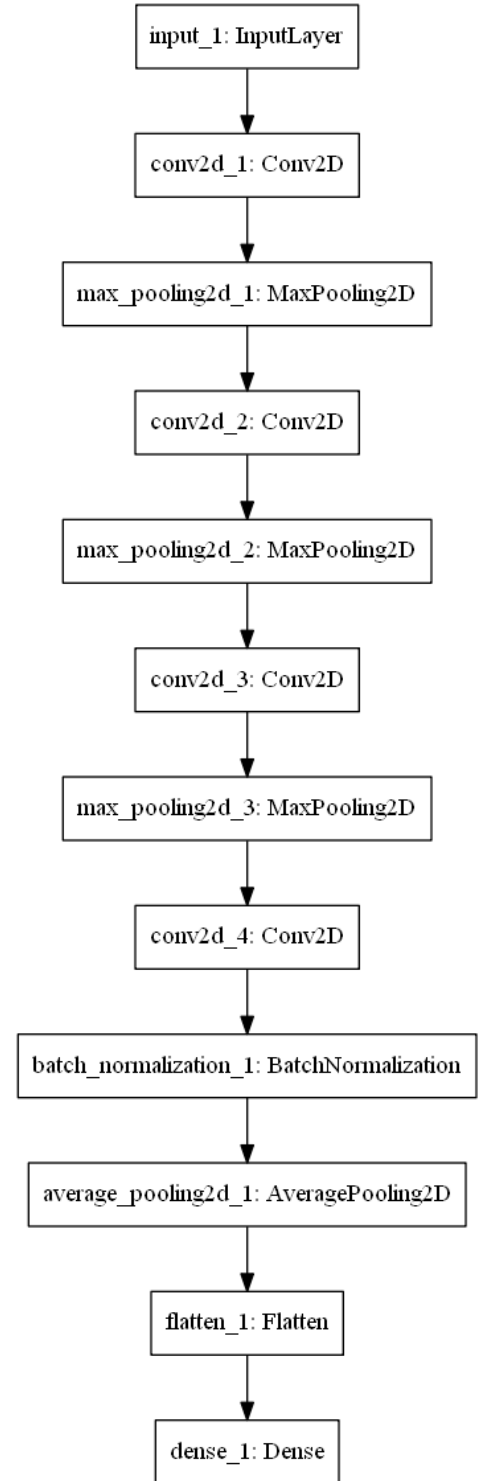 input_1: InputLayer
conv2d_1: Conv2D
max_pooling2d_1: MaxPooling2D
conv2d_2: Conv2D
max_pooling2d_2: MaxPooling2D
conv2d_3: Conv2D
max_pooling2d_3: MaxPooling2D
conv2d_4: Conv2D
batch_normalization_1: BatchNormalization
average_pooling2d_1: AveragePooling2D
flatten_1: Flatten
dense_1: Dense